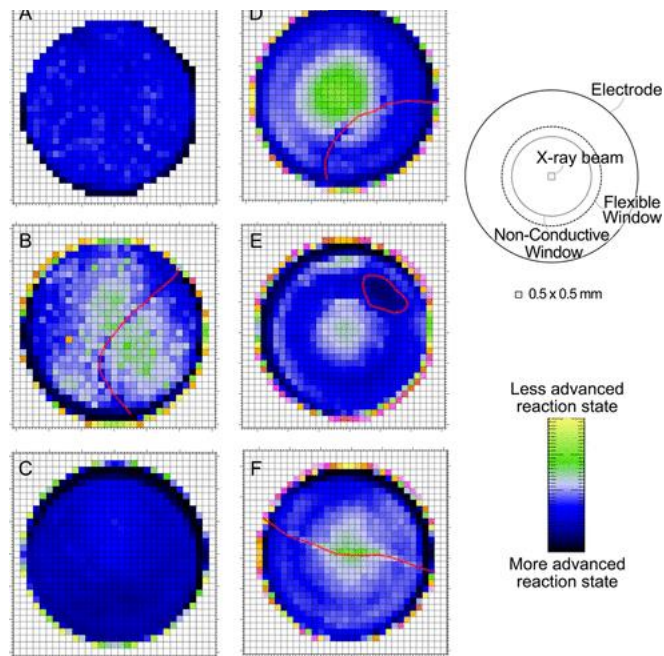 A
D
Electrode
X-ray beam
Flexible
Window
Non-Conductive
Window
B
E
0.5 x 0.5 mm
Less advanced
reaction state
C
F
More advanced
reaction state